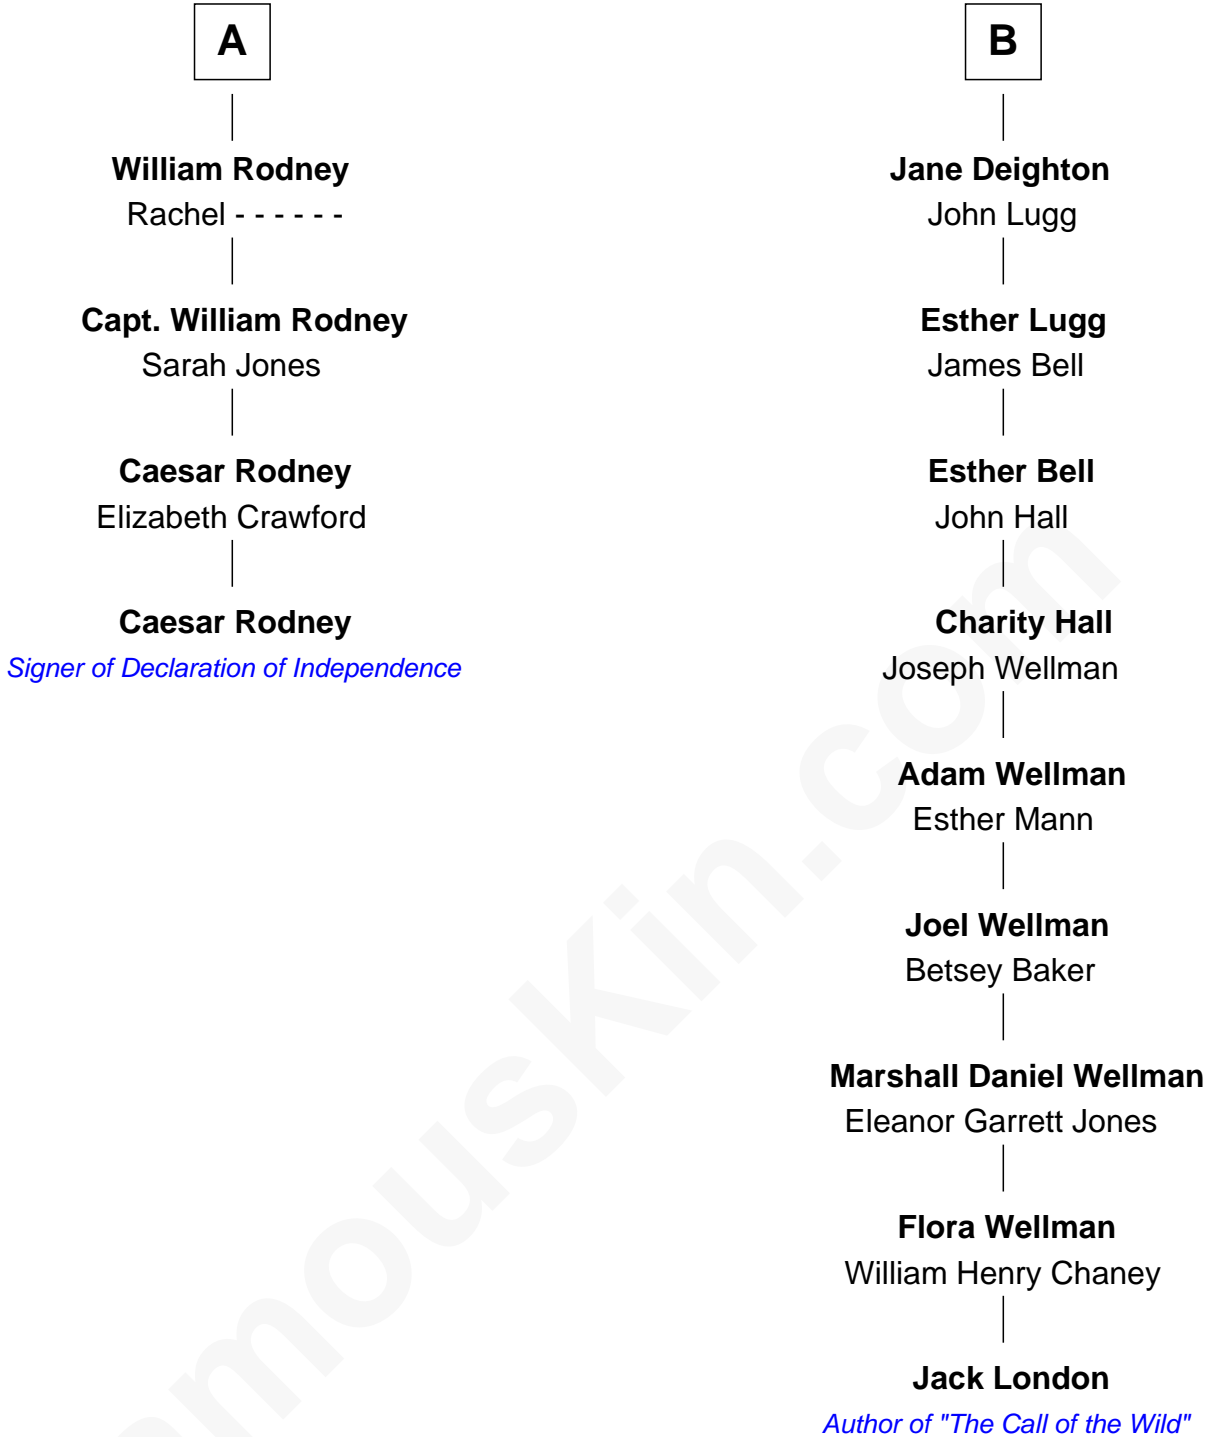 A
William Rodney
Rachel - - - - - -
Capt. William Rodney
Sarah Jones
Caesar Rodney
Elizabeth Crawford
Caesar Rodney
Signer of Declaration of Independence
B
Jane Deighton
John Lugg
Esther Lugg
James Bell
Esther Bell
John Hall
Charity Hall
Joseph Wellman
Adam Wellman
Esther Mann
Joel Wellman
Betsey Baker
Marshall Daniel Wellman
Eleanor Garrett Jones
Flora Wellman
William Henry Chaney
Jack London
Author of "The Call of the Wild"
amouskin.com